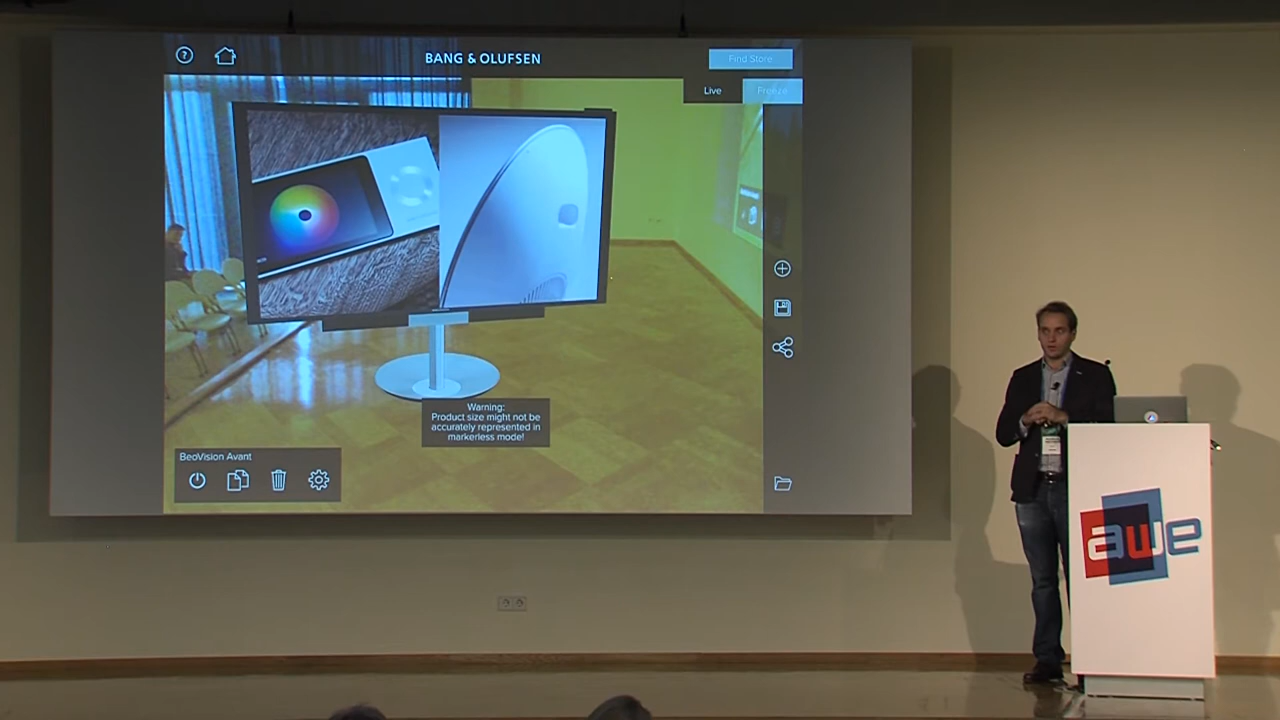 ?
BANG & OLUFSEN
Find Store
Live
Freeze
Warning:
Product size might not be
accurately represented in
markerless mode!
BeoVision Avant
awe